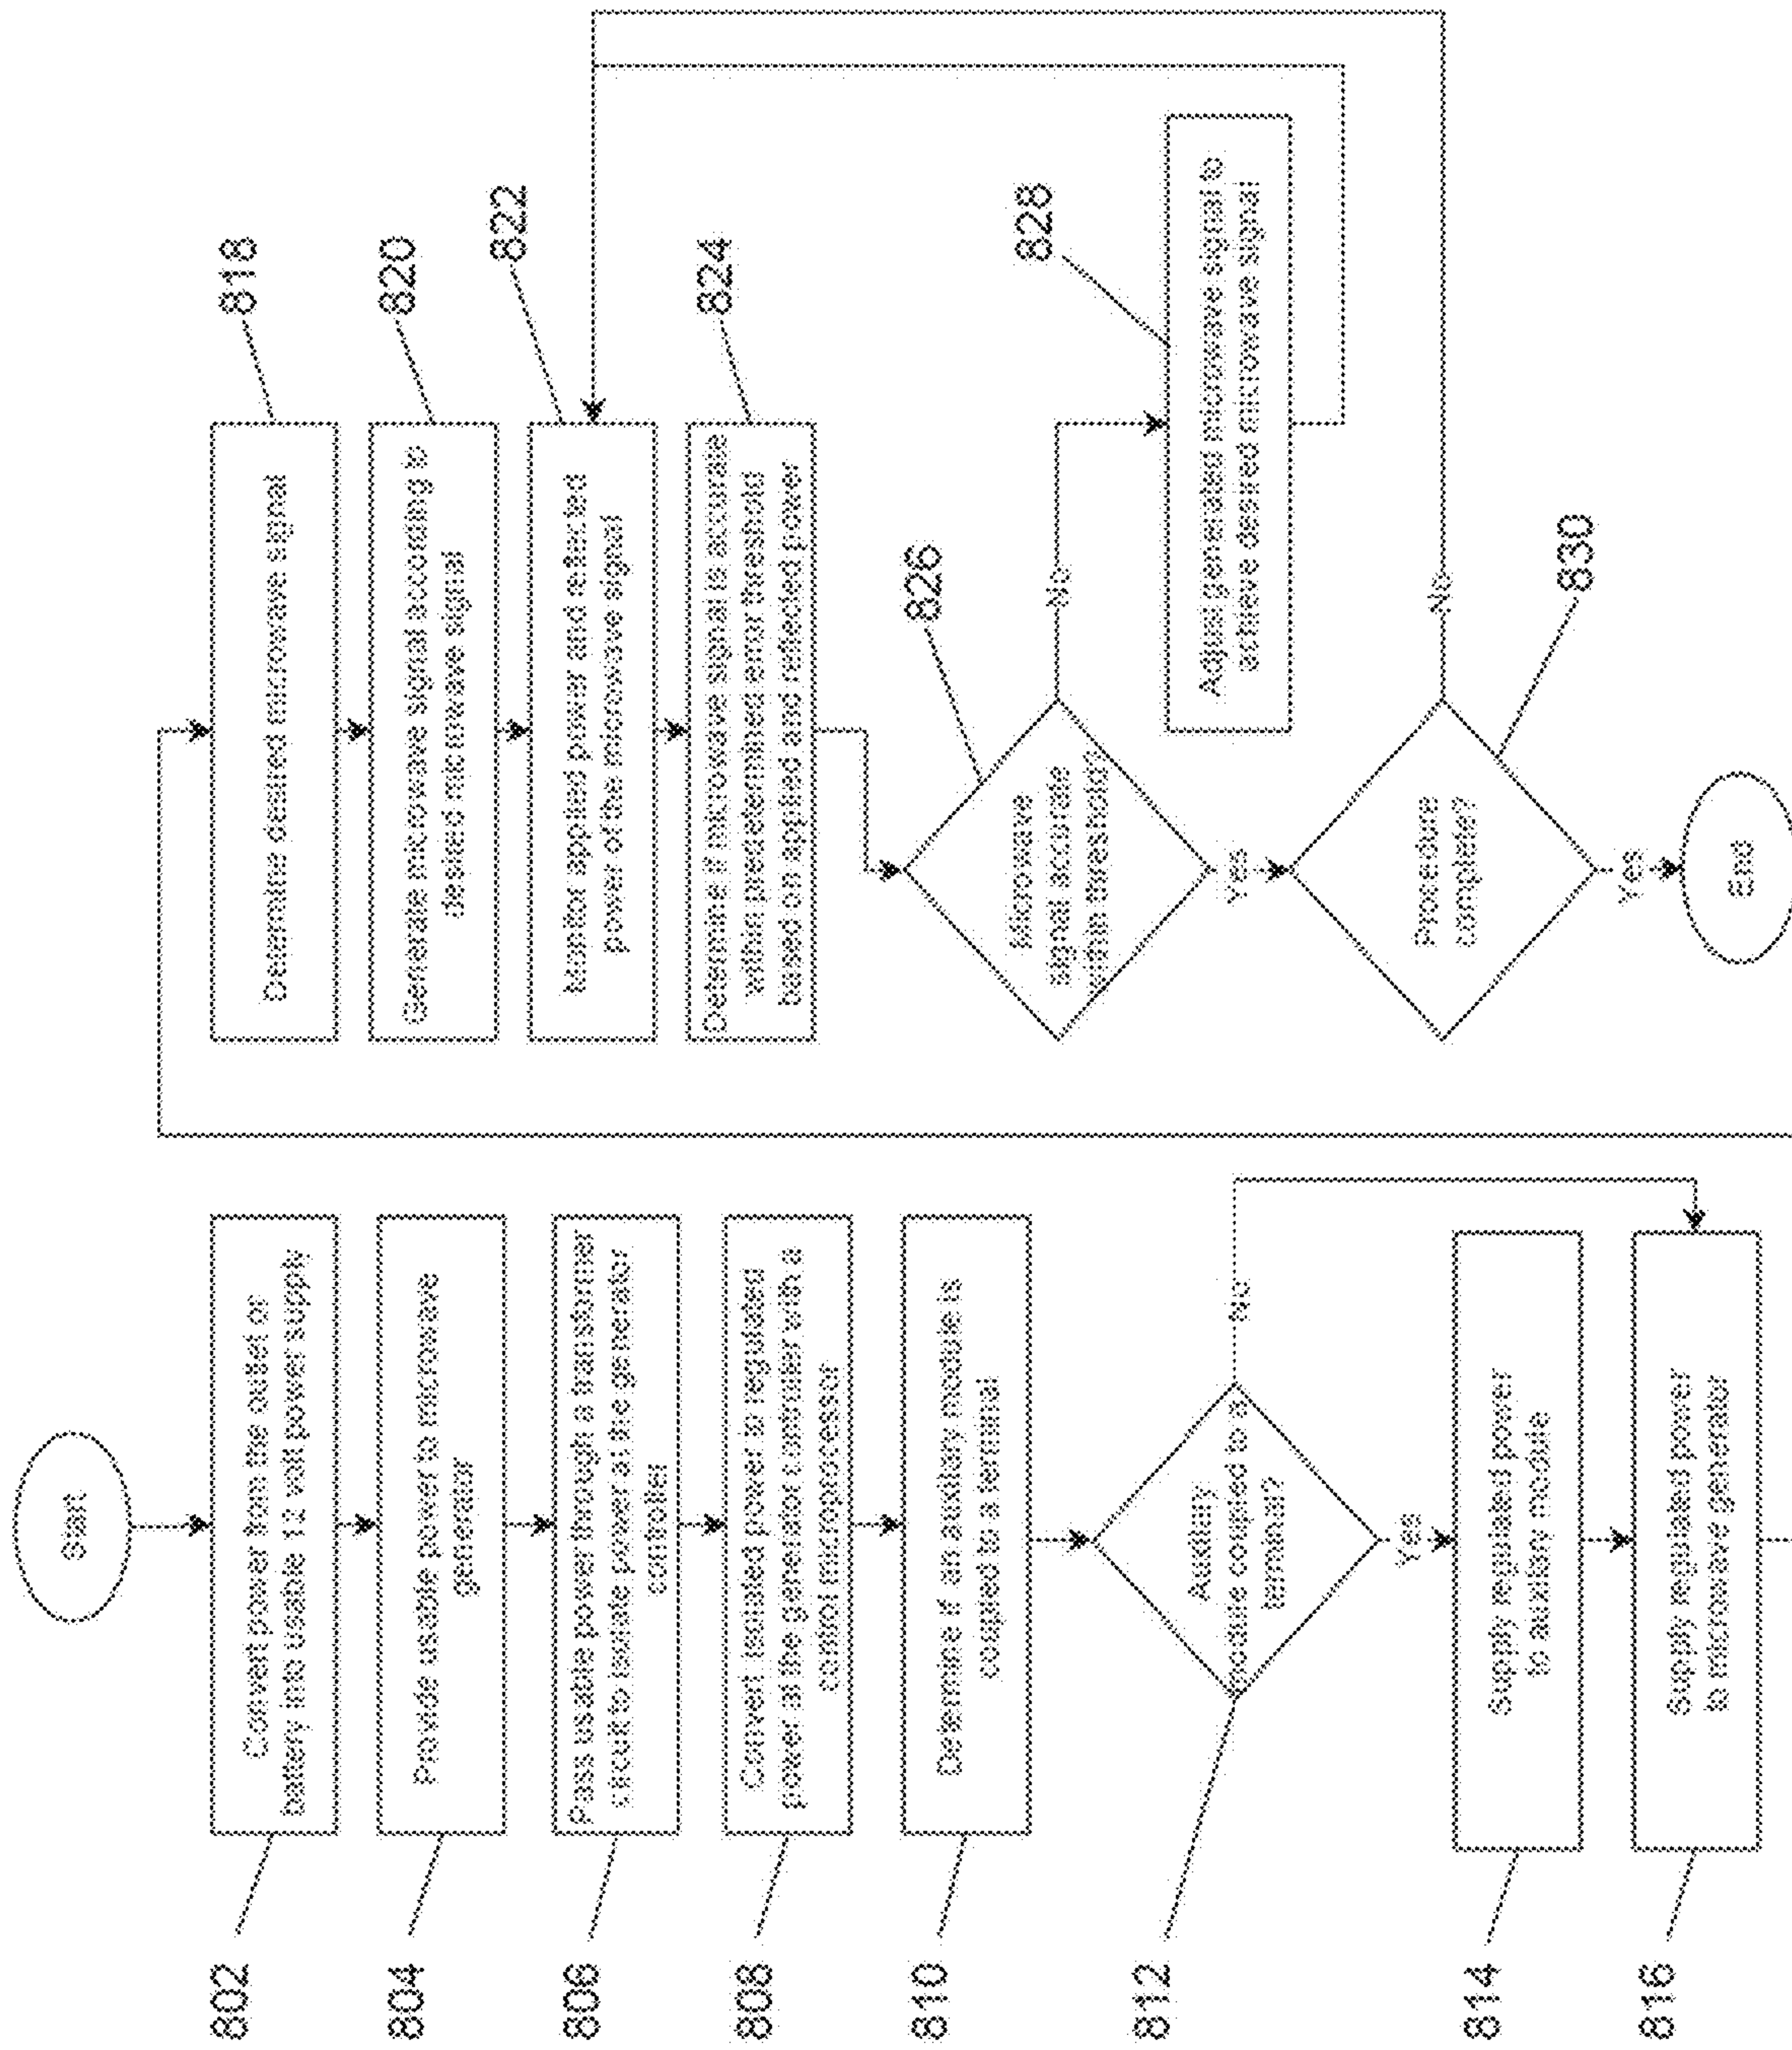 Start
802
Convert power from the outlet or
battery into usable 12 volt power supply
804
Provide usable power to microwave
generator
806
Pass usable power through a transformer
circuit to isolate power at the generator
controller
808
Convert isolated power to regulated
power at the generator controller with a
control microprocessor
810
Determine if an auxiliary module is
coupled to a terminal
812
Auxiliary
module coupled to a
terminal?
No
Yes
814
Supply regulated power
to auxiliary module
816
Supply regulated power
to microwave generator
818
Determine desired microwave signal
820
Generate microwave signal according to
desired microwave signal
822
Monitor applied power and reflected
power of the microwave signal
824
Determine if microwave signal is accurate
within predetermined error threshold
based on applied and reflected power
826
Microwave
signal accurate
within threshold?
No
Yes
828
Adjust generated microwave signal to
achieve desired microwave signal
830
Procedure
complete?
No
Yes
End